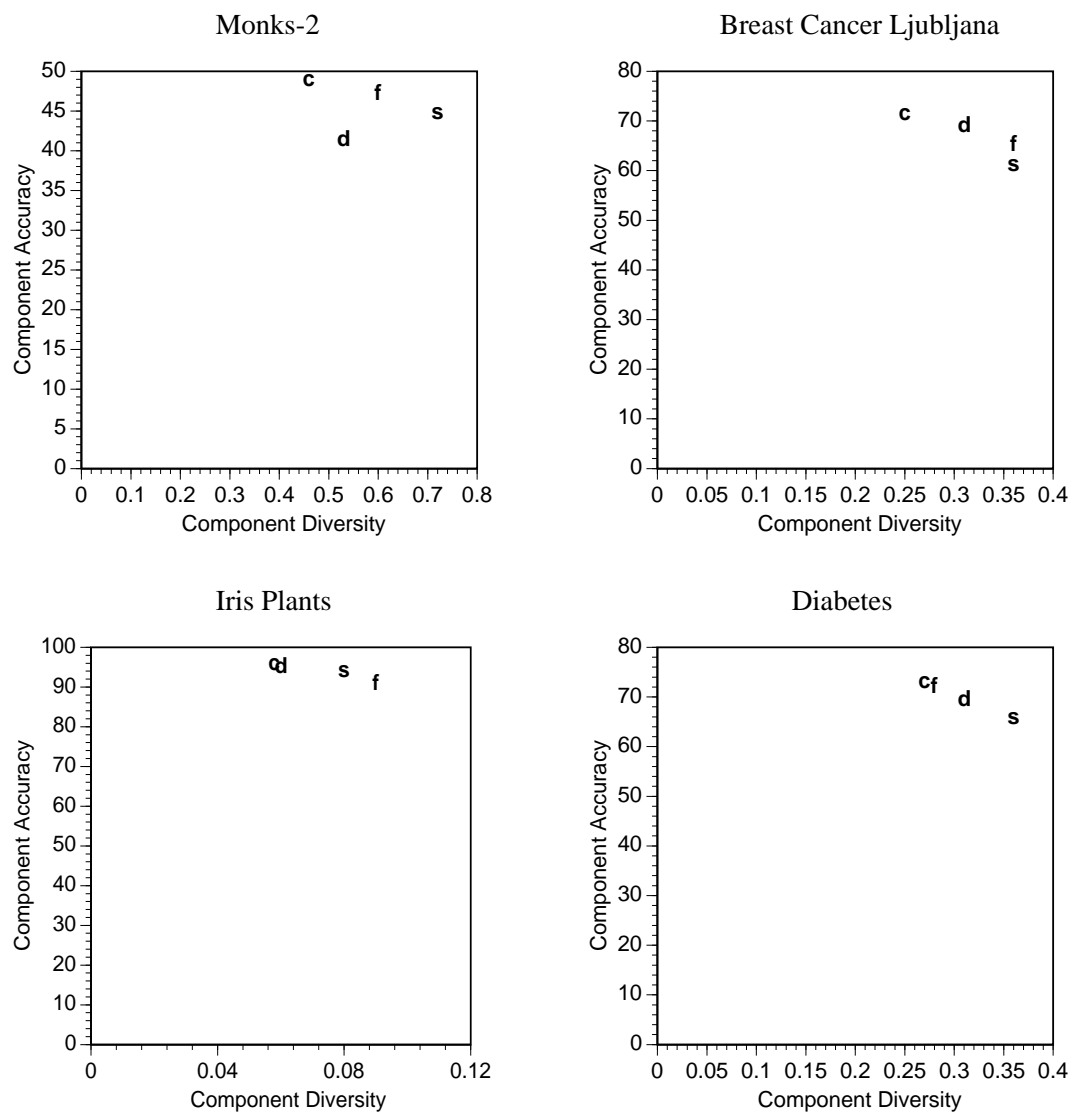 Monks-2
50
45
40
35
30
25
20
15
10
5
0
Component Accuracy
c
f
s
d
0 0.1 0.2 0.3 0.4 0.5 0.6 0.7 0.8
Component Diversity
Breast Cancer Ljubljana
80
70
60
50
40
30
20
10
0
Component Accuracy
c
d
f
s
0 0.05 0.1 0.15 0.2 0.25 0.3 0.35 0.4
Component Diversity
Iris Plants
100
90
80
70
60
50
40
30
20
10
0
Component Accuracy
c d s
f
0 0.04 0.08 0.12
Component Diversity
Diabetes
80
70
60
50
40
30
20
10
0
Component Accuracy
c f
d
s
0 0.05 0.1 0.15 0.2 0.25 0.3 0.35 0.4
Component Diversity